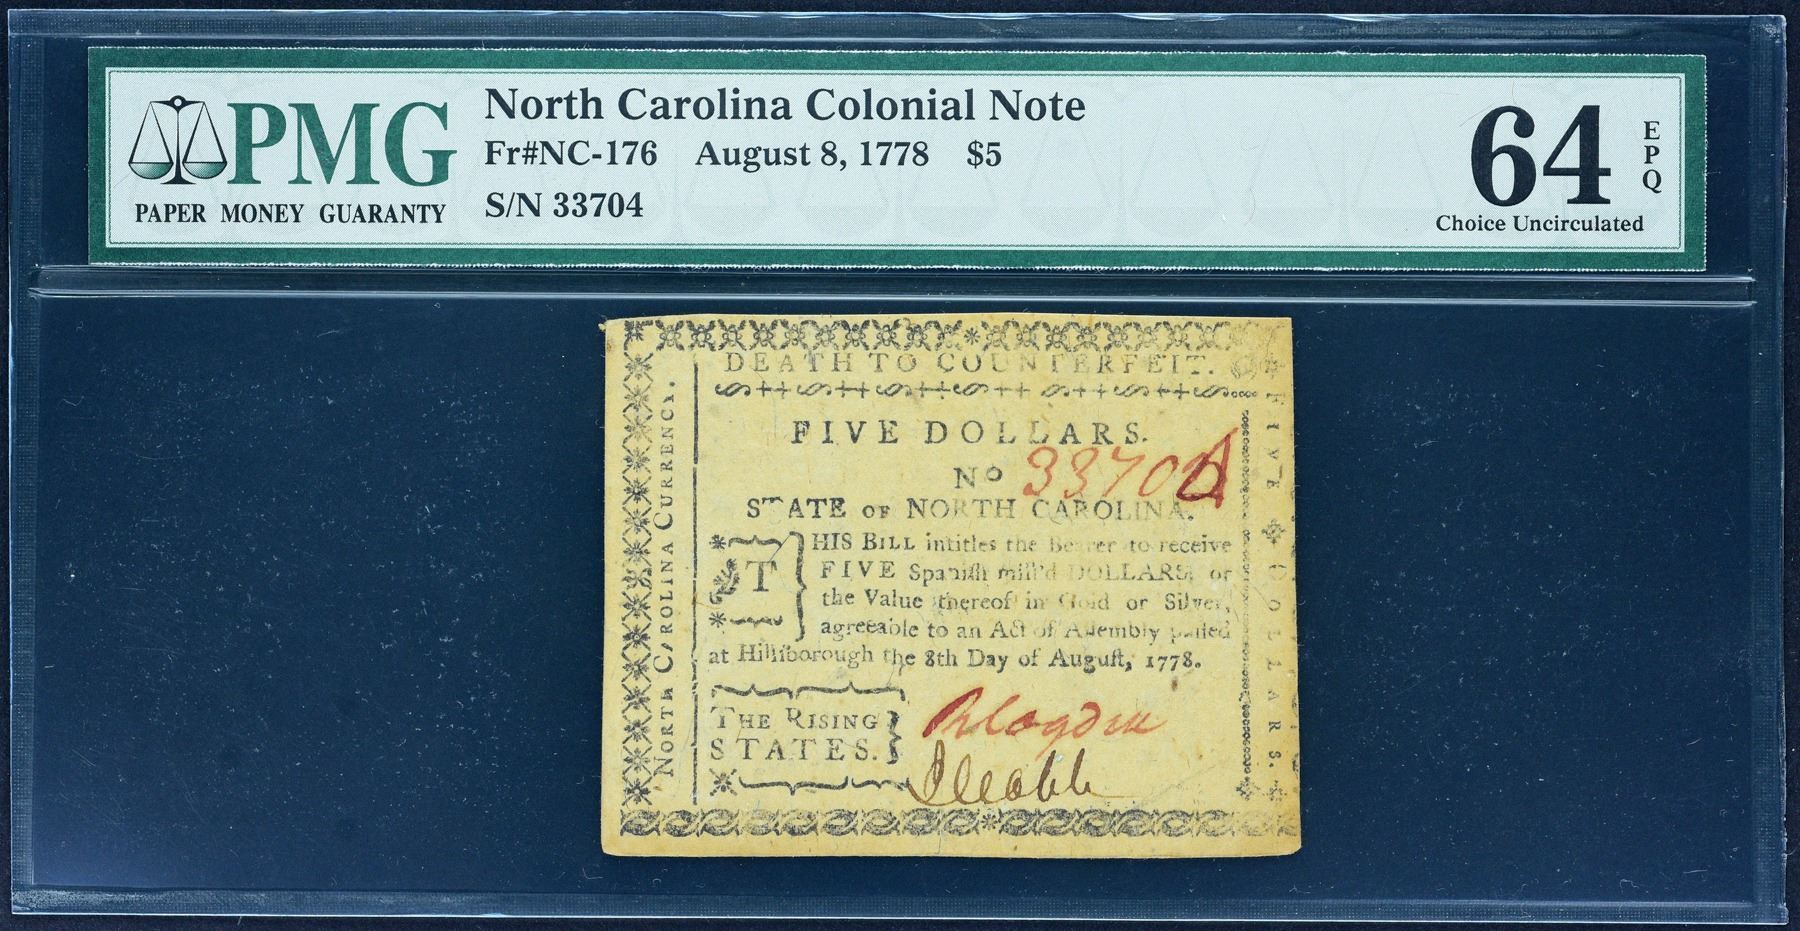 PMG
PAPER MONEY GUARANTY
North Carolina Colonial Note
Fr#NC-176 August 8, 1778 $5
S/N 33704
64
EPQ
Choice Uncirculated
DEATH TO COUNTERFEIT.
NORTH CAROLINA CURRENCY.
FIVE DOLLARS.
No 33704
STATE OF NORTH CAROLINA.
THIS BILL intitles the Bearer to receive
FIVE Spaniſh mill'd DOLLARS, or
the Value thereof in Gold or Silver,
agreeable to an Act of Aſſembly paſſed
at Hillſborough the 8th Day of Auguſt, 1778.
THE RISING
STATES.
FIVE DOLLARS.